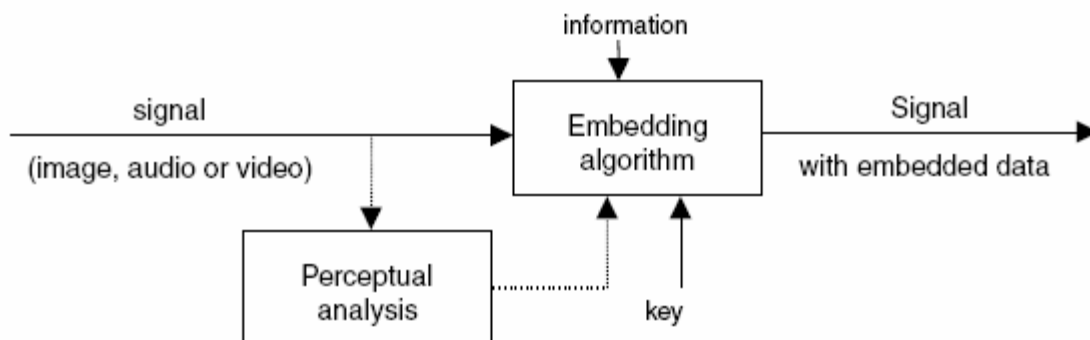 information
signal
(image, audio or video)
Embedding
algorithm
Signal
with embedded data
Perceptual
analysis
key